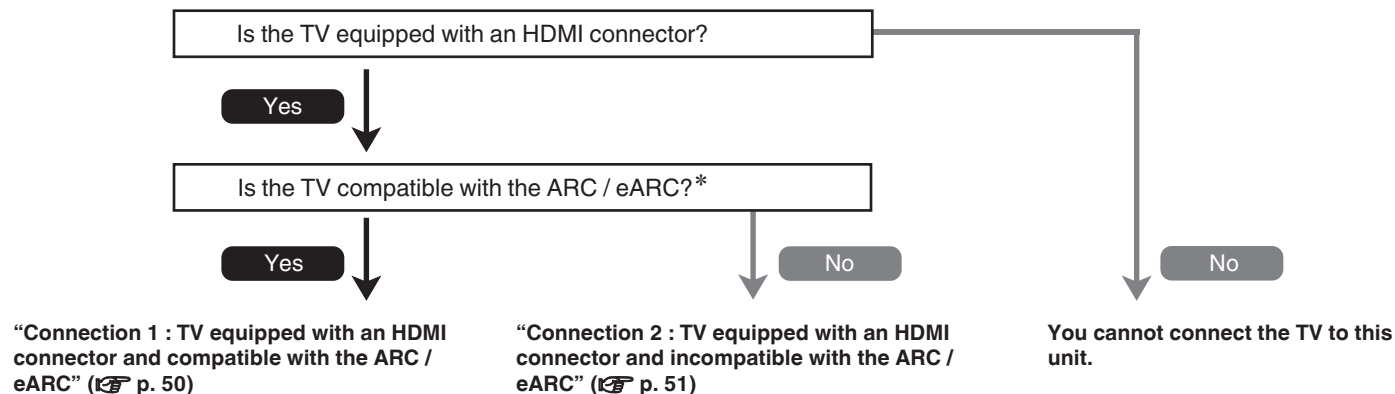 Is the TV equipped with an HDMI connector?
Yes
Is the TV compatible with the ARC / eARC?*
Yes
No
No
“Connection 1 : TV equipped with an HDMI
connector and compatible with the ARC /
eARC” (☞ p. 50)
“Connection 2 : TV equipped with an HDMI
connector and incompatible with the ARC /
eARC” (☞ p. 51)
You cannot connect the TV to this
unit.